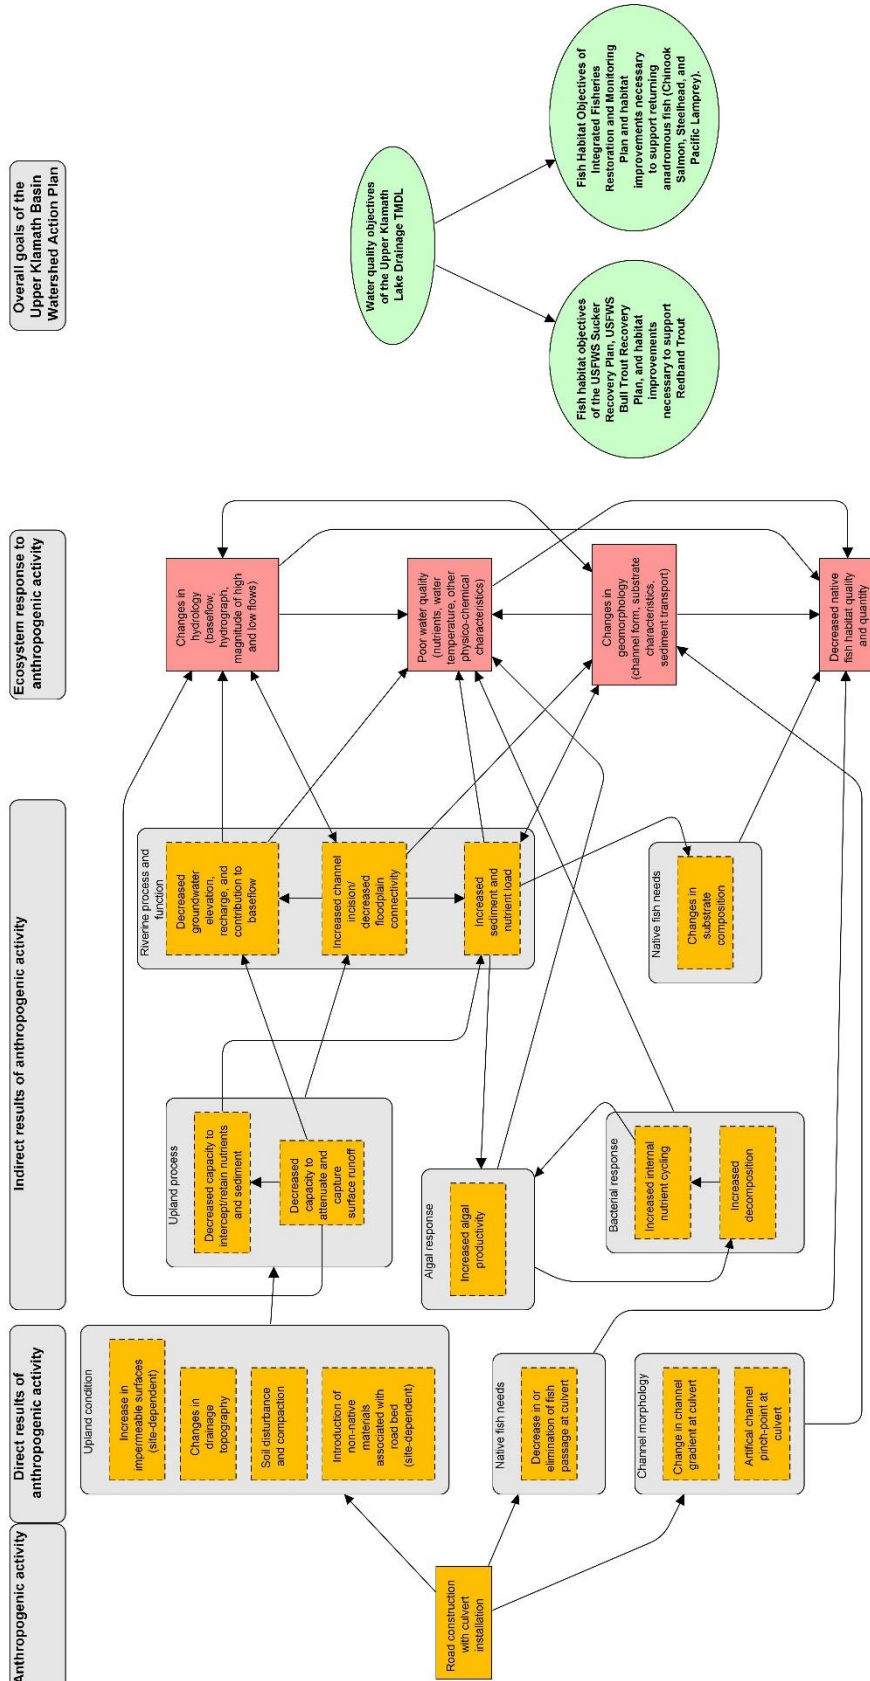 Anthropogenic activity
Direct results of
anthropogenic activity
Indirect results of anthropogenic activity
Ecosystem response to
anthropogenic activity
Overall goals of the
Upper Klamath Basin
Watershed Action Plan
Road construction
with culvert
installation
Upland condition
Increase in
impermeable surfaces
(site-dependent)
Changes in
drainage
topography
Soil disturbance
and compaction
Introduction of
non-native
materials
associated with
road bed
(site-dependent)
Native fish needs
Decrease in or
elimination of fish
passage at culvert
Channel morphology
Change in channel
gradient at culvert
Artifical channel
pinch-point at
culvert
Upland process
Decreased capacity to
intercept/retain nutrients
and sediment
Decreased
capacity to
attenuate and
capture
surface runoff
Algal response
Increased algal
productivity
Bacterial response
Increased internal
nutrient cycling
Increased
decomposition
Riverine process and
function
Decreased
groundwater
elevation,
recharge, and
contribution to
baseflow
Increased channel
incision/
decreased
floodplain
connectivity
Increased
sediment and
nutrient load
Native fish needs
Changes in
substrate
composition
Changes in
hydrology
(baseflow,
hydrograph,
magnitude of high
and low flows)
Poor water quality
(nutrients, water
temperature, other
physico-chemical
characteristics)
Changes in
geomorphology
(channel form, substrate
characteristics,
sediment transport)
Decreased native
fish habitat quality
and quantity
Water quality objectives
of the Upper Klamath
Lake Drainage TMDL
Fish habitat objectives
of the USFWS Sucker
Recovery Plan, USFWS
Bull Trout Recovery
Plan, and habitat
improvements
necessary to support
Redband Trout
Fish Habitat Objectives of
Integrated Fisheries
Restoration and Monitoring
Plan and habitat
improvements necessary
to support returning
anadromous fish (Chinook
Salmon, Steelhead, and
Pacific Lamprey).